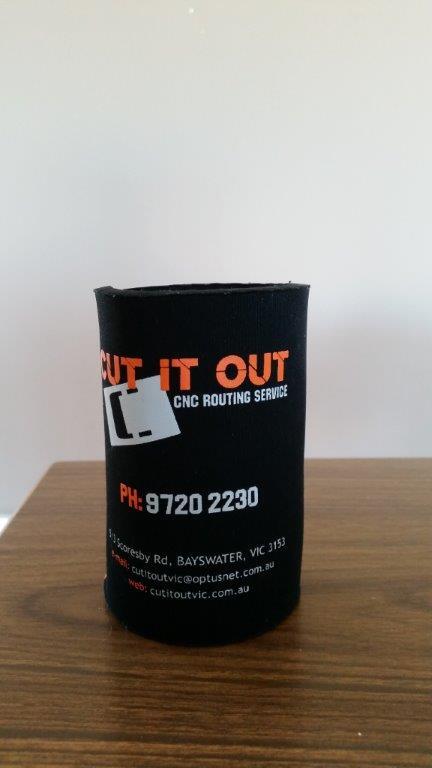 CUT IT OUT
CNC ROUTING SERVICE
PH: 9720 2230
Scoresby Rd, BAYSWATER, VIC 3153
e-mail: cutitoutvic@optusnet.com.au
web: cutitoutvic.com.au